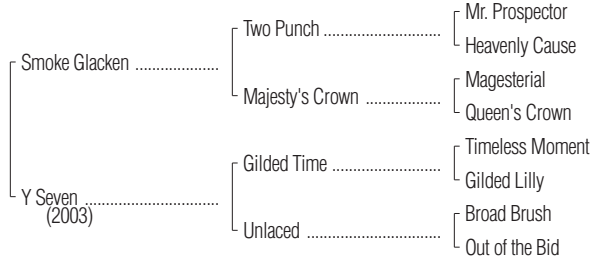 Mr. Prospector
Two Punch ........................
Heavenly Cause
Smoke Glacken .................
Magesterial
Majesty's Crown ...............
Queen's Crown
Timeless Moment
Gilded Time ......................
Gilded Lilly
Y Seven ...........................
(2003)
Broad Brush
Unlaced ...........................
Out of the Bid